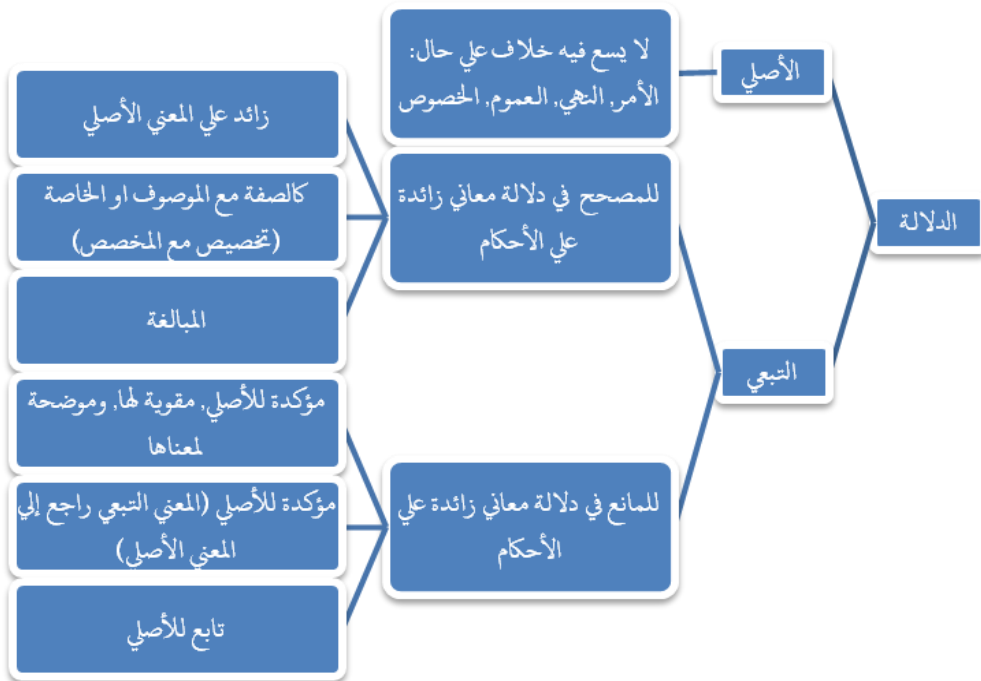 الدلالة
الأصلي
لا يسع فيه خلاف علي حال:
الأمر, النهي, العموم, الخصوص
التبعي
للمصحح في دلالة معاني زائدة
علي الأحكام
زائد علي المعني الأصلي
كالصفة مع الموصوف او الخاصة
(تخصيص مع المخصص)
المبالغة
للمانع في دلالة معاني زائدة علي
الأحكام
مؤكدة للأصلي, مقوية لها, وموضحة
لمعناها
مؤكدة للأصلي (المعني التبعي راجع إلي
المعني الأصلي)
تابع للأصلي